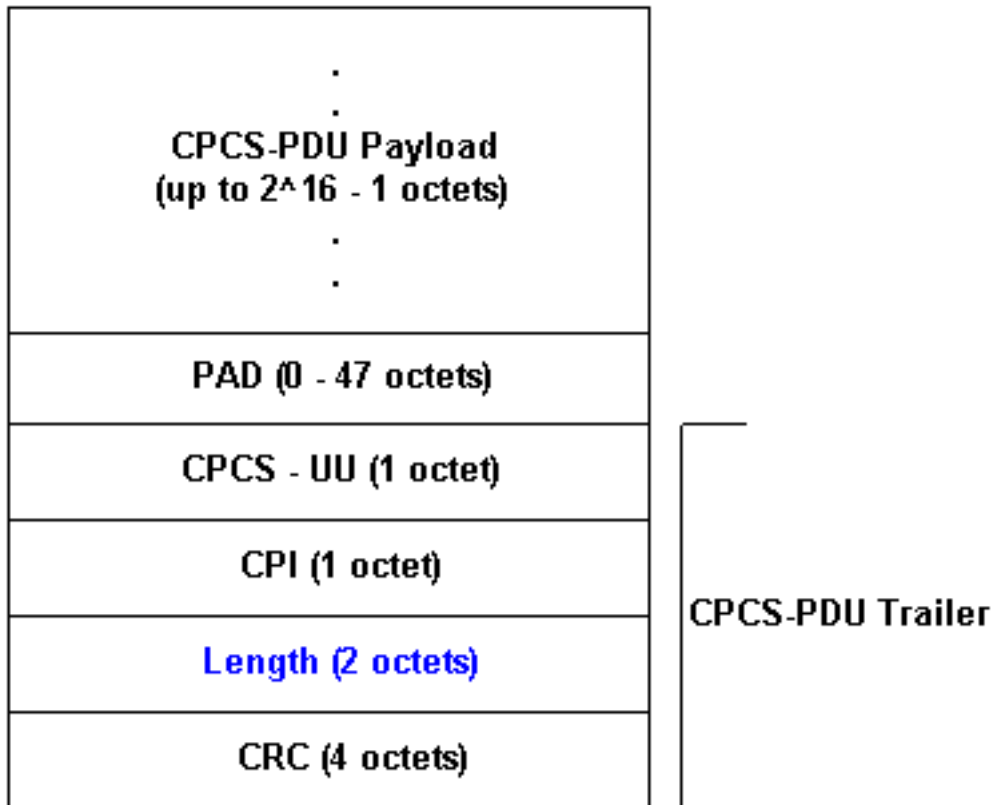 CPCS-PDU Payload
(up to 2^16 - 1 octets)
PAD (0 - 47 octets)
CPCS - UU (1 octet)
CPI (1 octet)
Length (2 octets)
CRC (4 octets)
CPCS-PDU Trailer